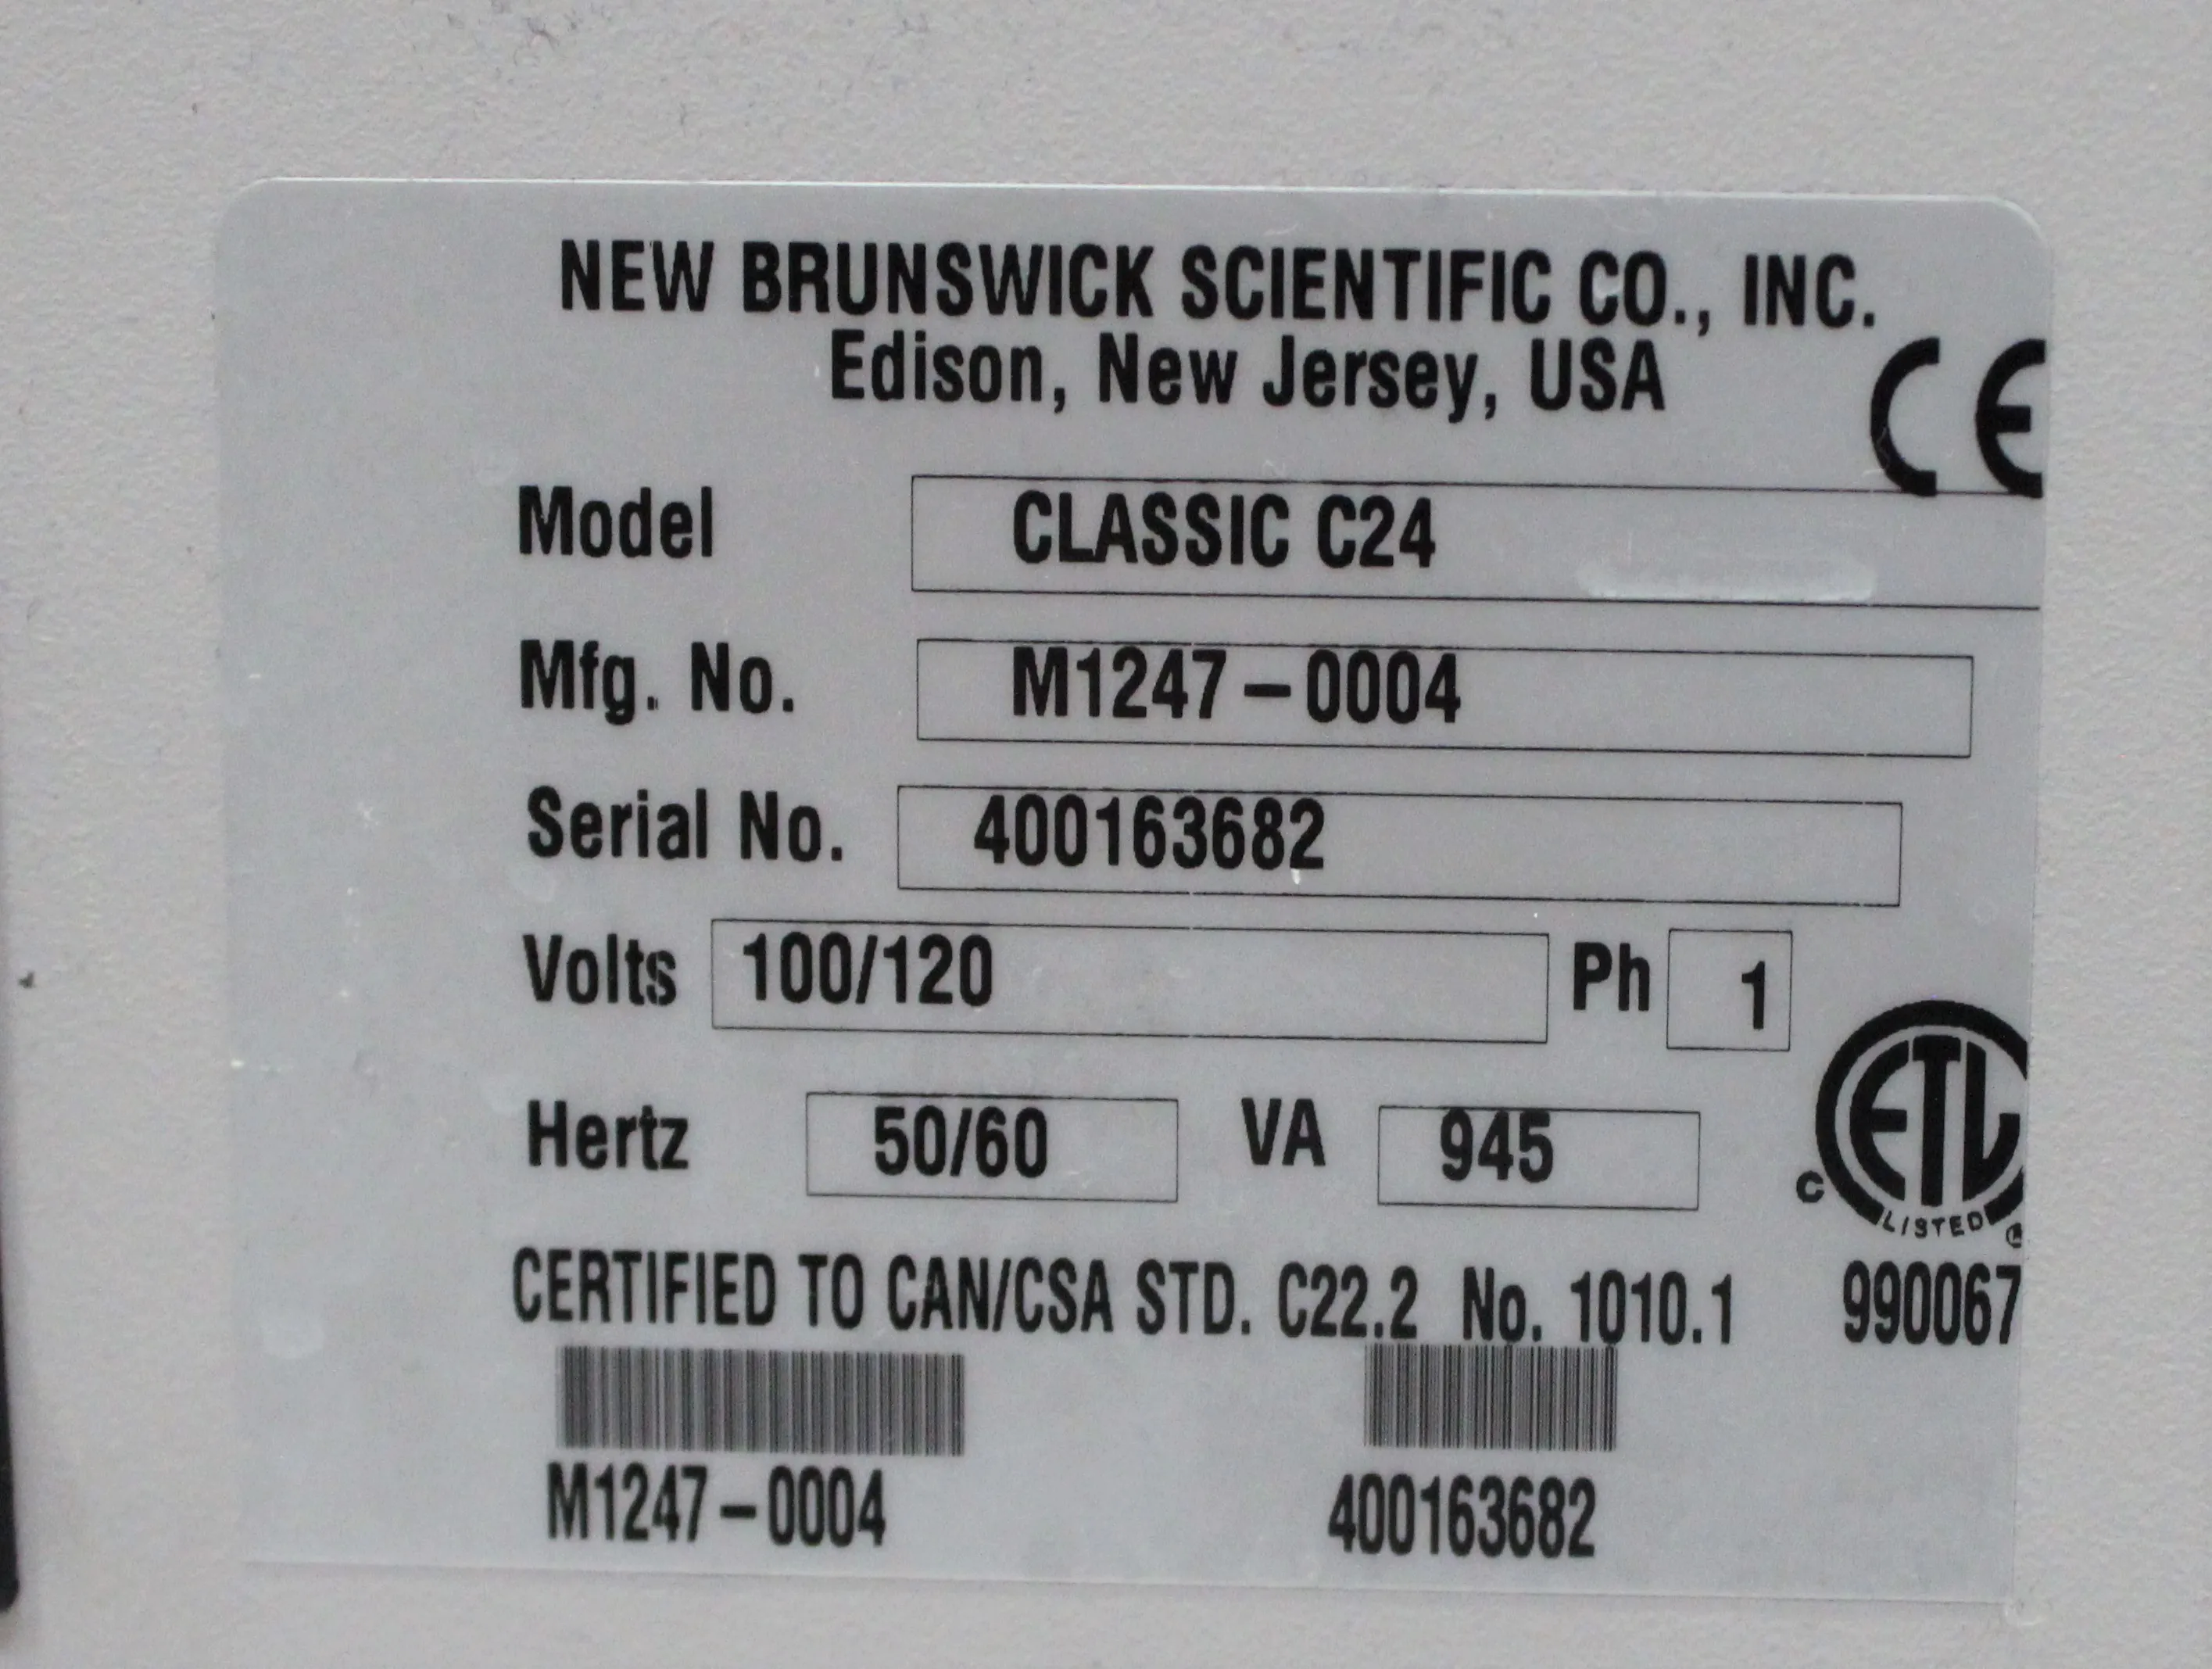 NEW BRUNSWICK SCIENTIFIC CO., INC.
Edison, New Jersey, USA
CE
Model CLASSIC C24
Mfg. No. M1247-0004
Serial No. 400163682
Volts 100/120 Ph 1
Hertz 50/60 VA 945
C ETL LISTED
CERTIFIED TO CAN/CSA STD. C22.2 No. 1010.1 990067
M1247-0004 400163682